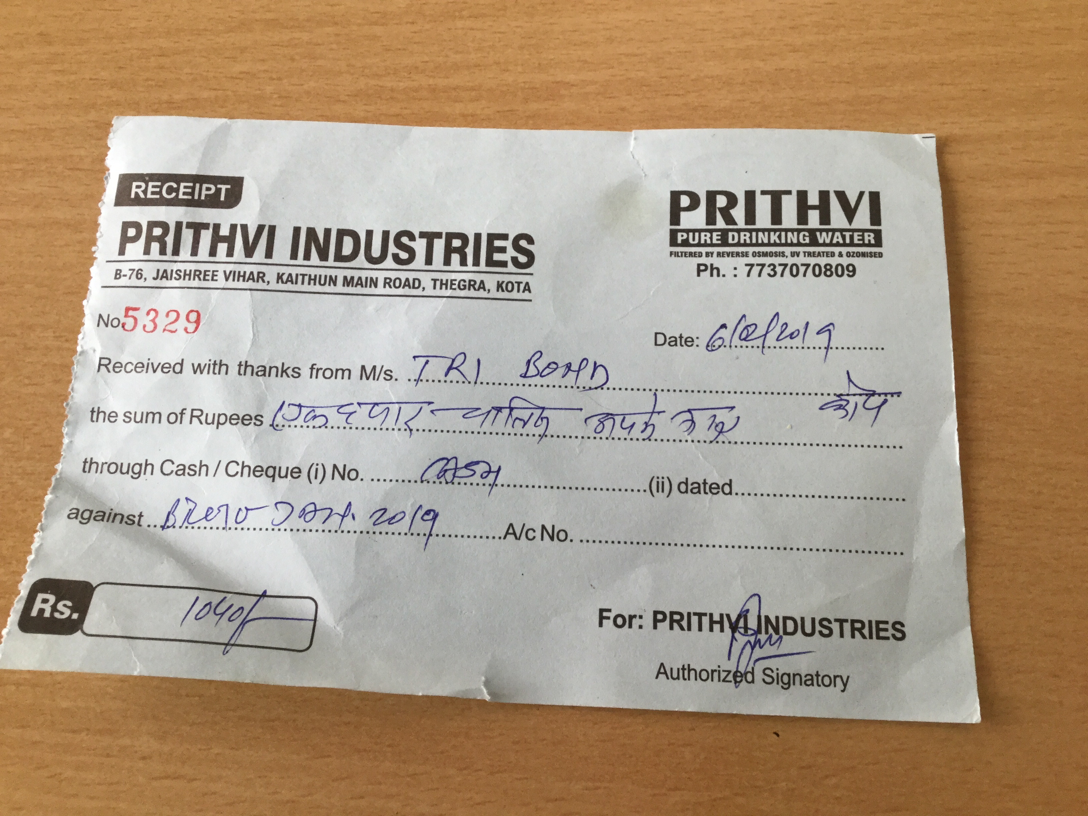 RECEIPT
PRITHVI INDUSTRIES
B-76, JAISHREE VIHAR, KAITHUN MAIN ROAD, THEGRA, KOTA
PRITHVI
PURE DRINKING WATER
FILTERED BY REVERSE OSMOSIS, UV TREATED & OZONISED
Ph. : 7737070809
No 5329
Date: 6/2/2019
Received with thanks from M/s. TRI BOND
the sum of Rupees एक हजार चालिस रुपये मात्र
through Cash / Cheque (i) No. (ii) dated
against Jan. 2019 A/c No.
Rs. 1040/-
For: PRITHVI INDUSTRIES
Authorized Signatory